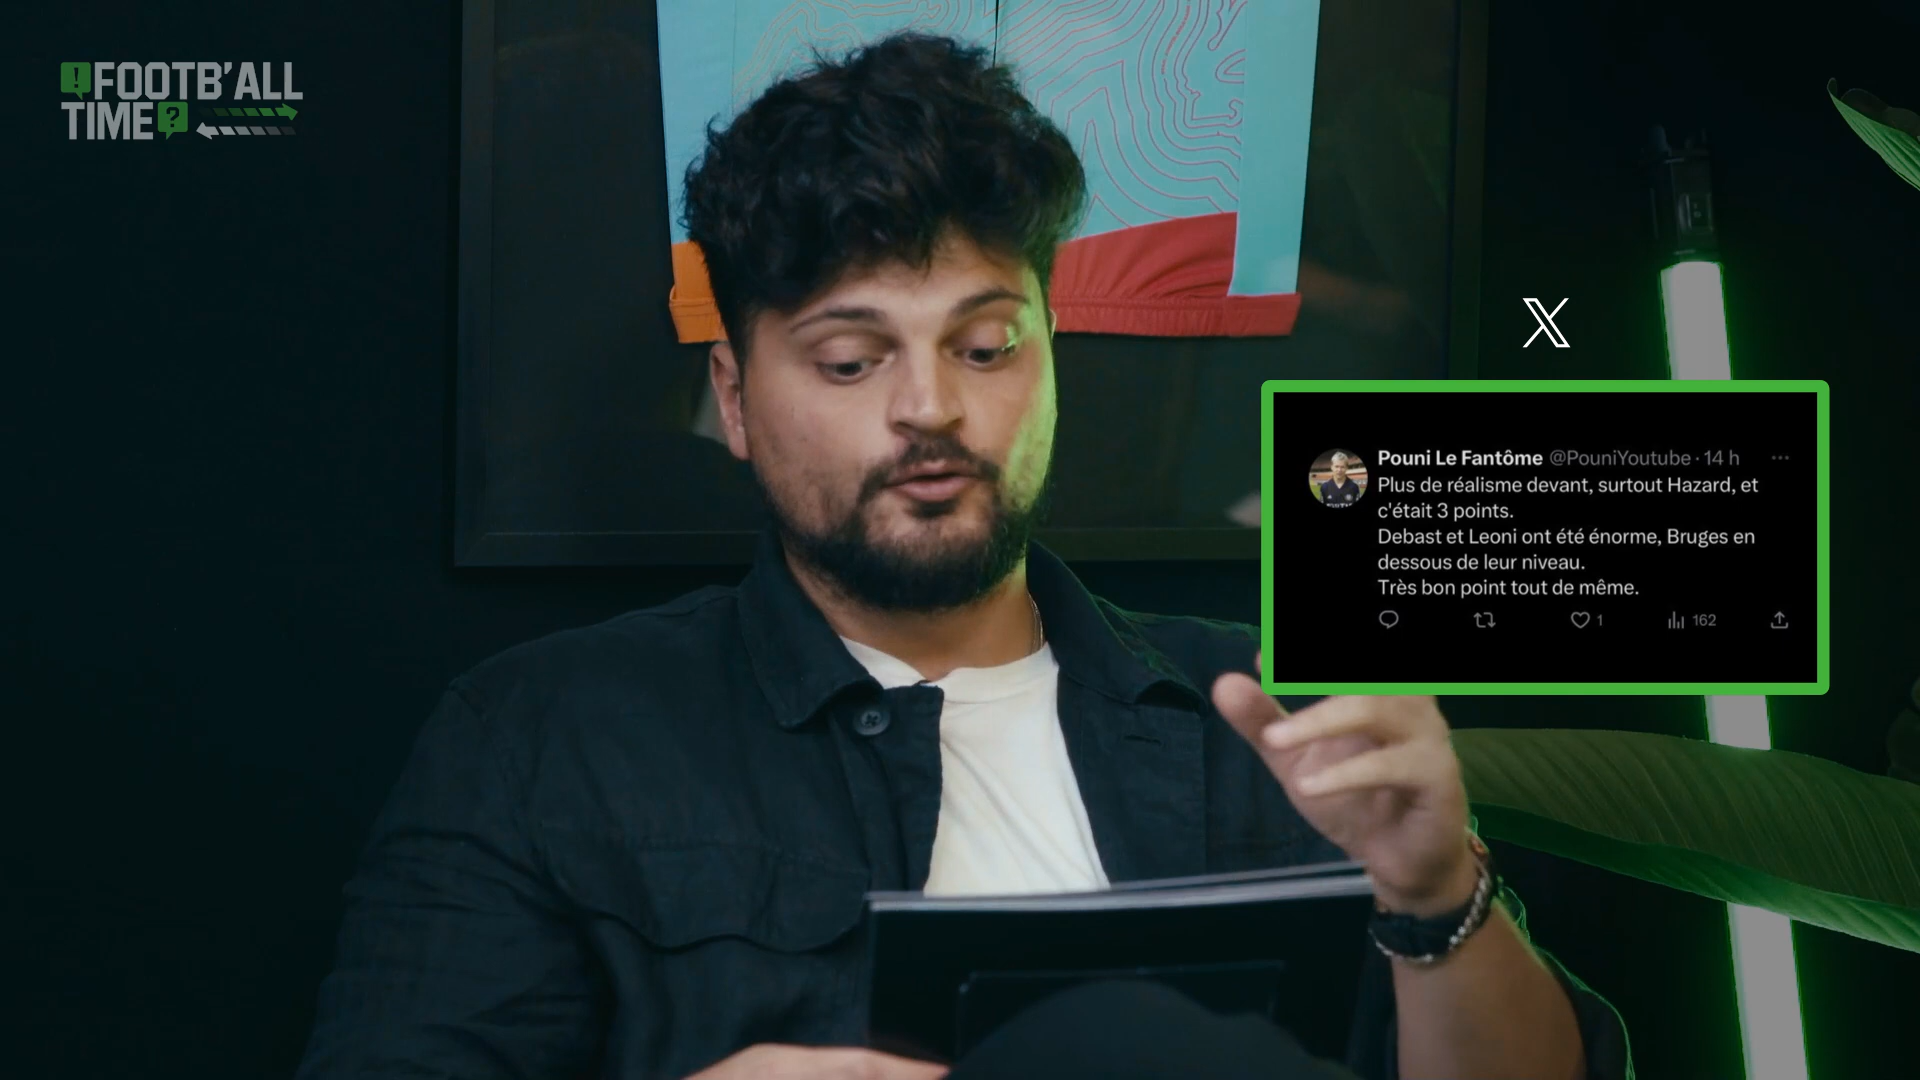 !FOOTB'ALL
TIME?
X
Pouni Le Fantôme @PouniYoutube · 14 h
Plus de réalisme devant, surtout Hazard, et
c'était 3 points.
Debast et Leoni ont été énorme, Bruges en
dessous de leur niveau.
Très bon point tout de même.
1
162